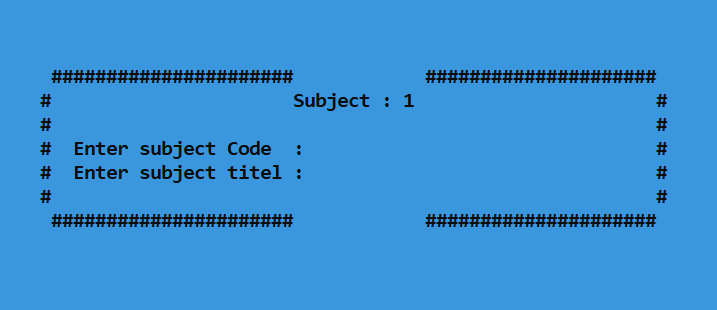 ######################            #####################
#                      Subject : 1                      #
#                                                       #
#  Enter subject Code  :                                #
#  Enter subject titel :                                #
#                                                       #
######################            #####################